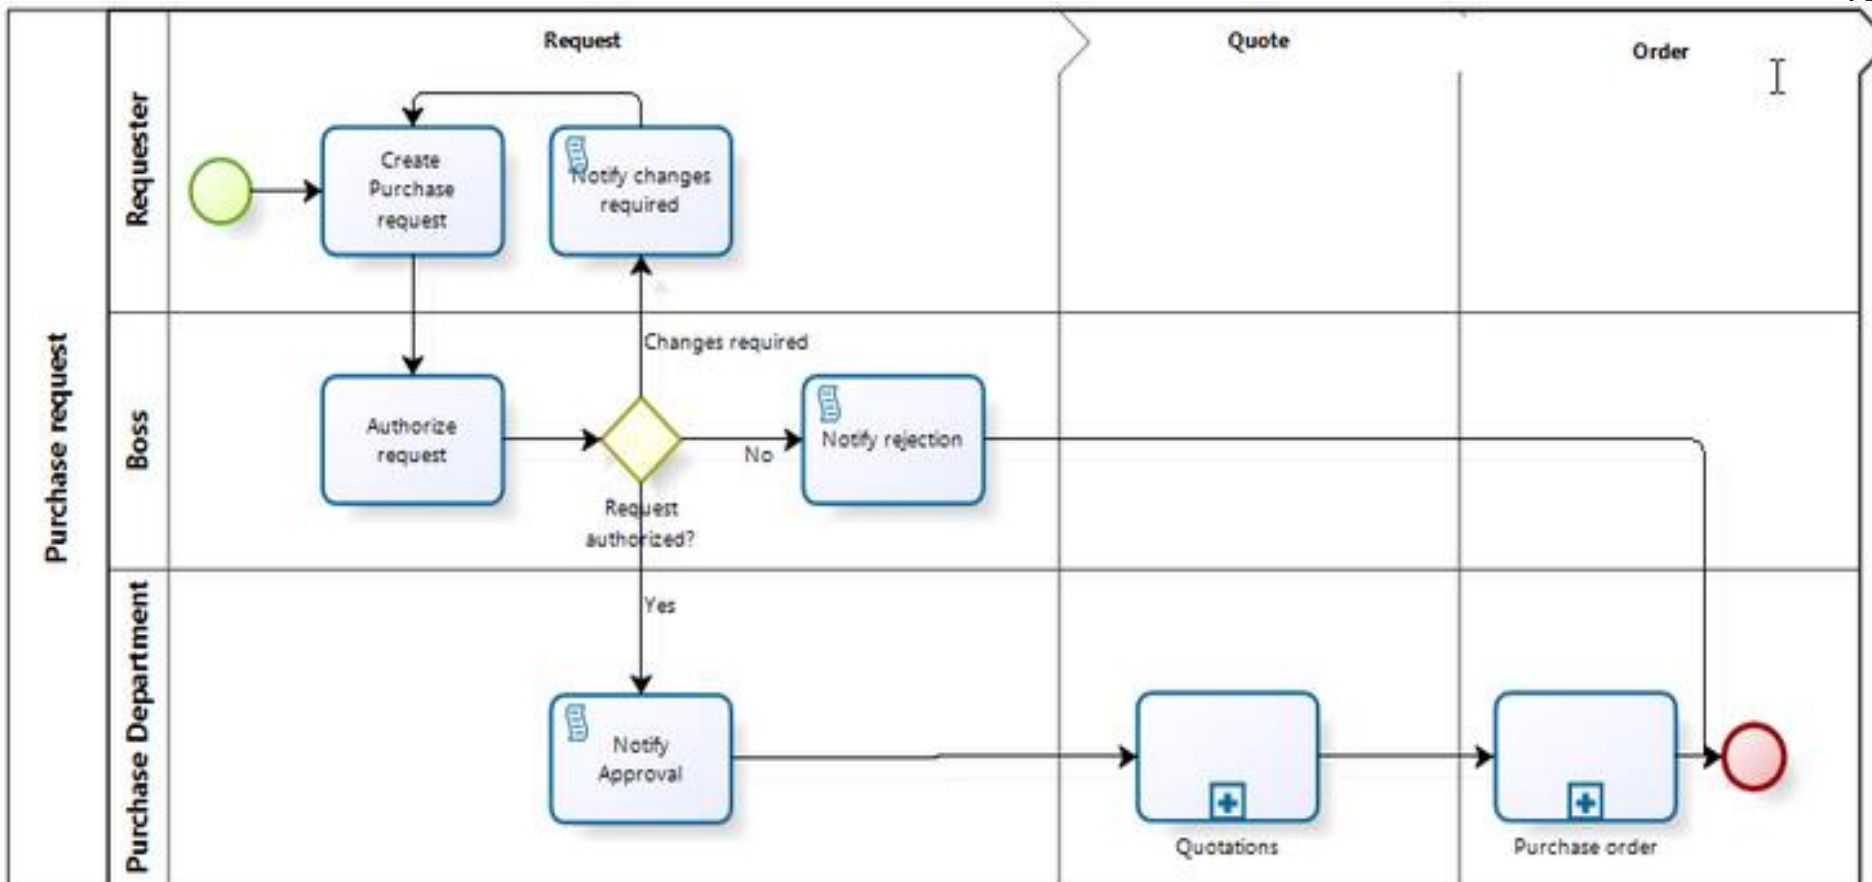 Request
Quote
Order
Purchase request
Requester
Create
Purchase
request
Notify changes
required
Changes required
Boss
Authorize
request
No
Notify rejection
Request
authorized?
Purchase Department
Yes
Notify
Approval
Quotations
Purchase order